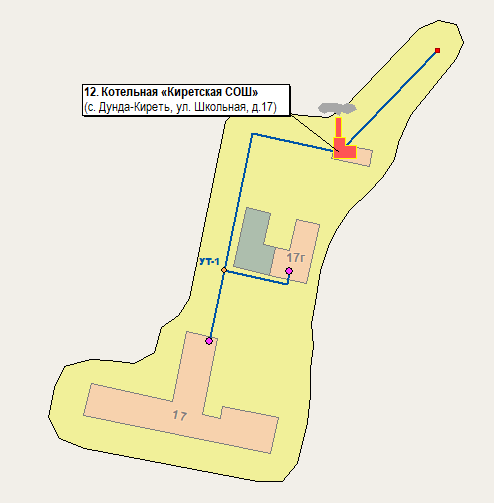 12. Котельная «Киретская СОШ»
(с. Дунда-Киреть, ул. Школьная, д.17)
УТ-1
17г
17